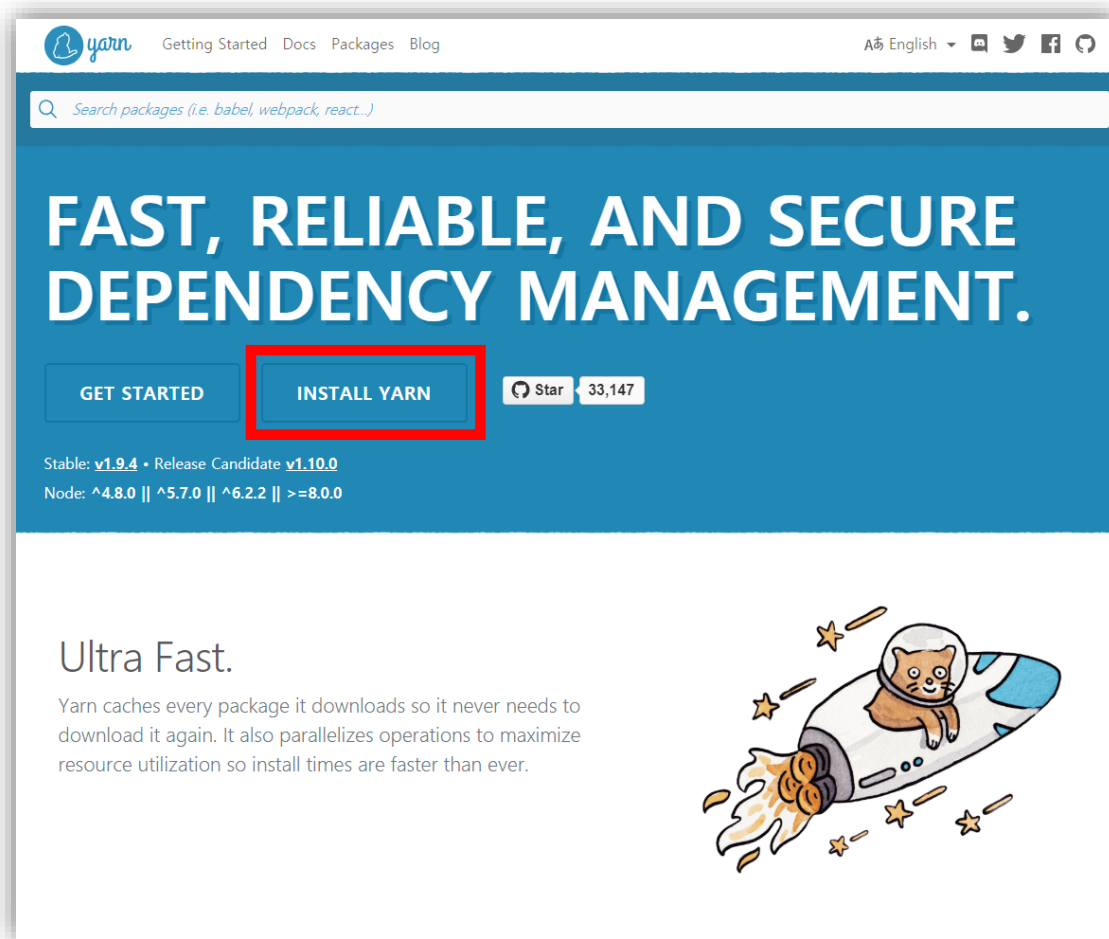 yarn Getting Started Docs Packages Blog Aあ English
Search packages (i.e. babel, webpack, react...)
FAST, RELIABLE, AND SECURE
DEPENDENCY MANAGEMENT.
GET STARTED INSTALL YARN Star 33,147
Stable: v1.9.4 • Release Candidate v1.10.0
Node: ^4.8.0 || ^5.7.0 || ^6.2.2 || >=8.0.0
Ultra Fast.
Yarn caches every package it downloads so it never needs to
download it again. It also parallelizes operations to maximize
resource utilization so install times are faster than ever.